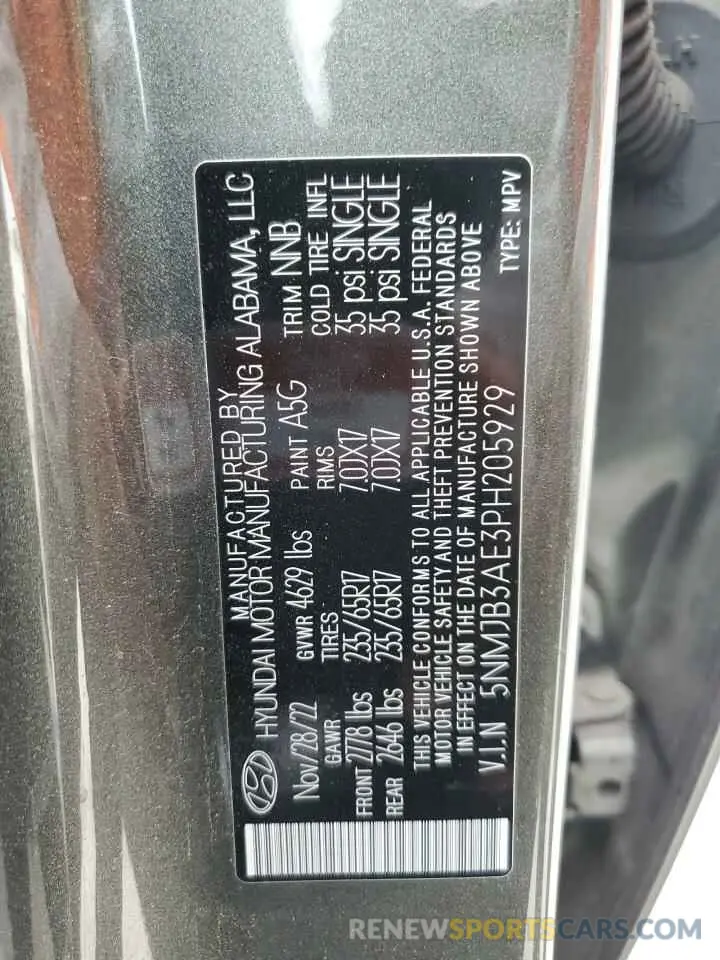 MANUFACTURED BY
HYUNDAI MOTOR MANUFACTURING ALABAMA, LLC
Nov/28/22 GVWR 4629 lbs PAINT A5G TRIM NNB
GAWR TIRES RIMS COLD TIRE INFL
FRONT 2778 lbs 235/65R17 7.0JX17 35 psi SINGLE
REAR 2646 lbs 235/65R17 7.0JX17 35 psi SINGLE
THIS VEHICLE CONFORMS TO ALL APPLICABLE U.S.A. FEDERAL
MOTOR VEHICLE SAFETY AND THEFT PREVENTION STANDARDS
IN EFFECT ON THE DATE OF MANUFACTURE SHOWN ABOVE
V.I.N 5NMJB3AE3PH205929
TYPE: MPV
RENEWSPORTSCARS.COM